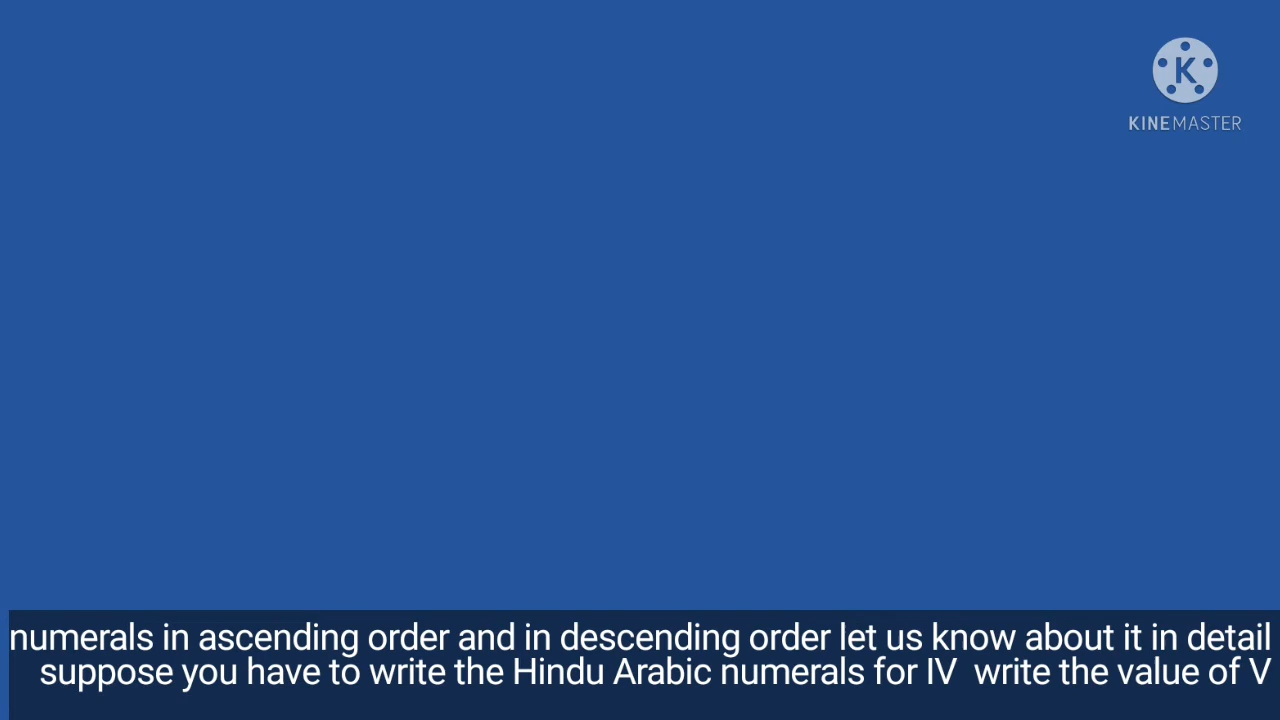 K
KINEMASTER
numerals in ascending order and in descending order let us know about it in detail
suppose you have to write the Hindu Arabic numerals for IV write the value of V